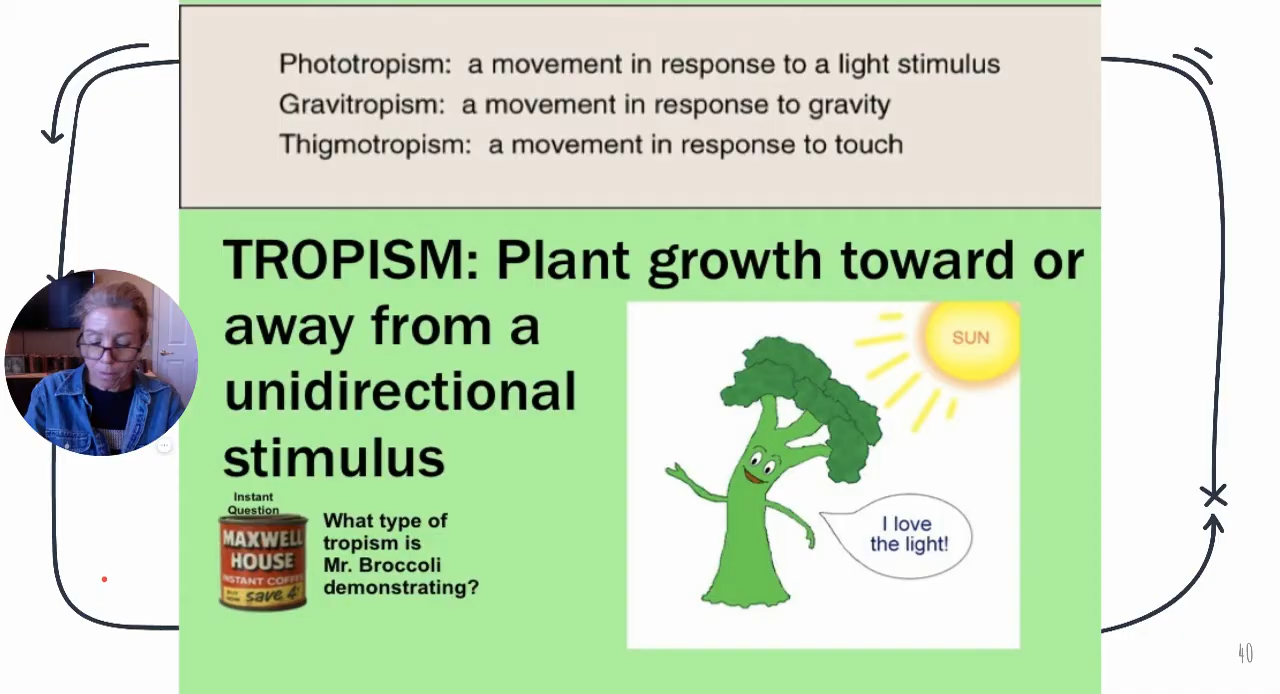 Phototropism: a movement in response to a light stimulus
Gravitropism: a movement in response to gravity
Thigmotropism: a movement in response to touch
TROPISM: Plant growth toward or
away from a
unidirectional
stimulus
SUN
I love
the light!
Instant
Question
MAXWELL
HOUSE
INSTANT COFFEE
BUY
NOW
save 4¢
What type of
tropism is
Mr. Broccoli
demonstrating?
40